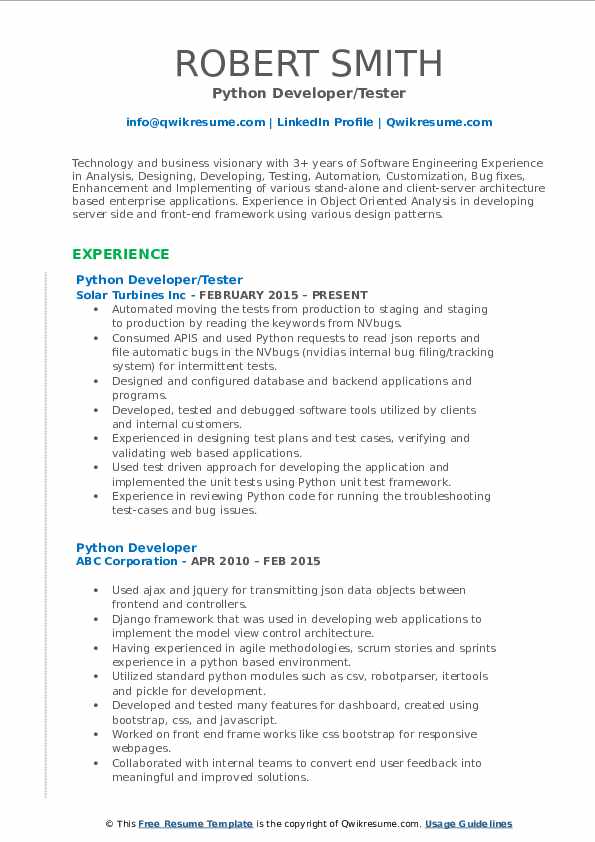 ROBERT SMITH
Python Developer/Tester
info@qwikresume.com | LinkedIn Profile | Qwikresume.com
Technology and business visionary with 3+ years of Software Engineering Experience
in Analysis, Designing, Developing, Testing, Automation, Customization, Bug fixes,
Enhancement and Implementing of various stand-alone and client-server architecture
based enterprise applications. Experience in Object Oriented Analysis in developing
server side and front-end framework using various design patterns.
EXPERIENCE
Python Developer/Tester
Solar Turbines Inc - FEBRUARY 2015 – PRESENT
• Automated moving the tests from production to staging and staging
to production by reading the keywords from NVbugs.
• Consumed APIS and used Python requests to read json reports and
file automatic bugs in the NVbugs (nvidias internal bug filing/tracking
system) for intermittent tests.
• Designed and configured database and backend applications and
programs.
• Developed, tested and debugged software tools utilized by clients
and internal customers.
• Experienced in designing test plans and test cases, verifying and
validating web based applications.
• Used test driven approach for developing the application and
implemented the unit tests using Python unit test framework.
• Experience in reviewing Python code for running the troubleshooting
test-cases and bug issues.
Python Developer
ABC Corporation - APR 2010 – FEB 2015
• Used ajax and jquery for transmitting json data objects between
frontend and controllers.
• Django framework that was used in developing web applications to
implement the model view control architecture.
• Having experienced in agile methodologies, scrum stories and sprints
experience in a python based environment.
• Utilized standard python modules such as csv, robotparser, itertools
and pickle for development.
• Developed and tested many features for dashboard, created using
bootstrap, css, and javascript.
• Worked on front end frame works like css bootstrap for responsive
webpages.
• Collaborated with internal teams to convert end user feedback into
meaningful and improved solutions.
© This Free Resume Template is the copyright of Qwikresume.com. Usage Guidelines